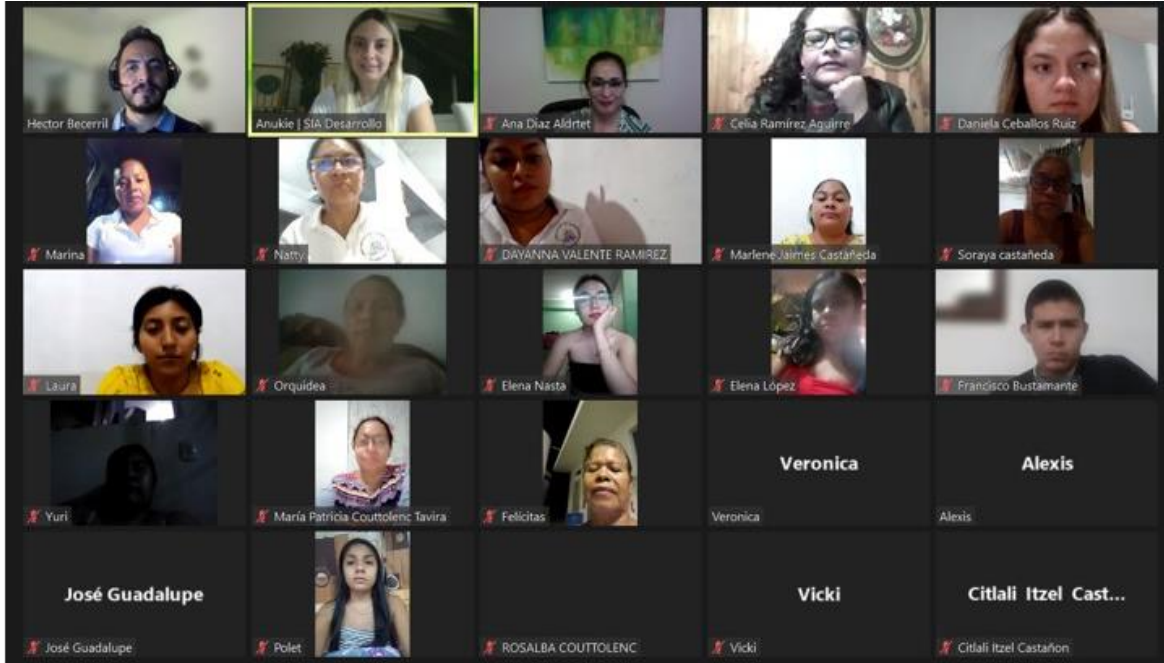 Hector Becerril
Anukie | SIA Desarrollo
Ana Diaz Aldrtet
Celia Ramírez Aguirre
Daniela Ceballos Ruiz
Marina
Natty
DAYANNA VALENTE RAMIREZ
Marlene Jaimes Castañeda
Soraya castañeda
Laura
Orquidea
Elena Nasta
Elena López
Francisco Bustamante
Yuri
María Patricia Couttolenc Tavira
Felícitas
Veronica
Veronica
Alexis
Alexis
José Guadalupe
José Guadalupe
Polet
ROSALBA COUTTOLENC
Vicki
Vicki
Citlali Itzel Cast...
Citlali Itzel Castañon